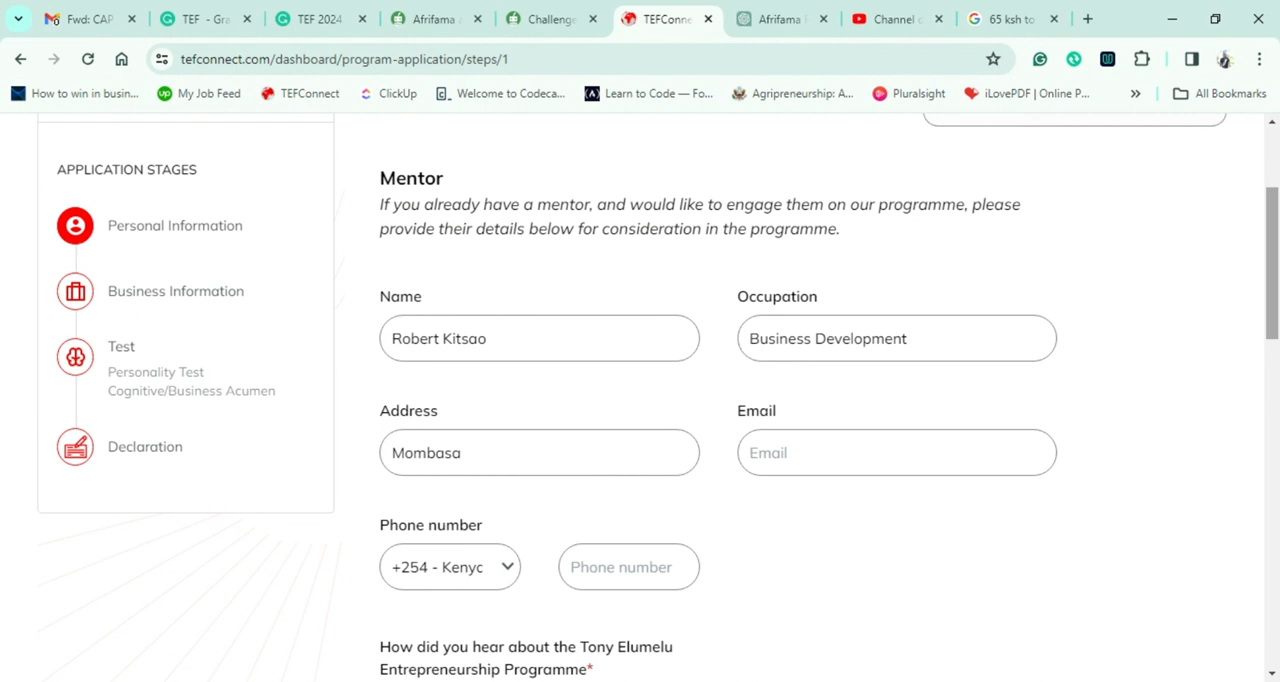 Fwd: CAP
TEF - Gra
TEF 2024
Afrifama
Challenge
TEFConne
Afrifama
Channel c
65 ksh to
tefconnect.com/dashboard/program-application/steps/1
How to win in busin...
My Job Feed
TEFConnect
ClickUp
Welcome to Codeca...
Learn to Code — Fo...
Agripreneurship: A...
Pluralsight
iLovePDF | Online P...
All Bookmarks
APPLICATION STAGES
Personal Information
Business Information
Test
Personality Test
Cognitive/Business Acumen
Declaration
Mentor
If you already have a mentor, and would like to engage them on our programme, please
provide their details below for consideration in the programme.
Name
Occupation
Robert Kitsao
Business Development
Address
Email
Mombasa
Email
Phone number
+254 - Kenyc
Phone number
How did you hear about the Tony Elumelu
Entrepreneurship Programme*